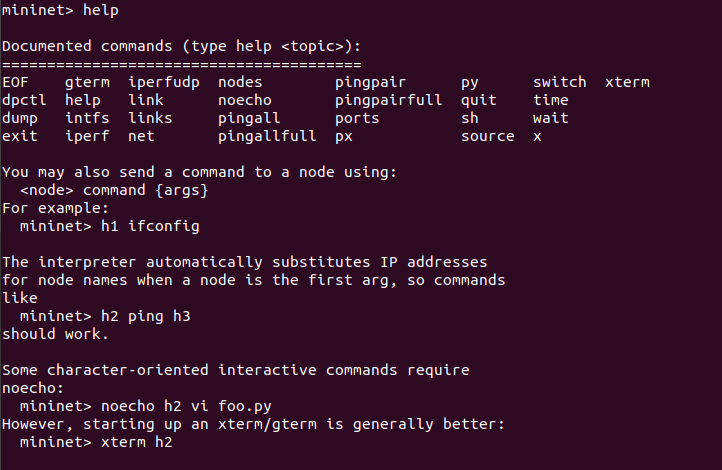 mininet> help
Documented commands (type help <topic>):
========================================
EOF    gterm  iperfudp  nodes        pingpair      py      switch  xterm
dpctl  help   link      noecho       pingpairfull  quit    time
dump   intfs  links     pingall      ports         sh      wait
exit   iperf  net       pingallfull  px            source  x
You may also send a command to a node using:
  <node> command {args}
For example:
  mininet> h1 ifconfig
The interpreter automatically substitutes IP addresses
for node names when a node is the first arg, so commands
like
  mininet> h2 ping h3
should work.
Some character-oriented interactive commands require
noecho:
  mininet> noecho h2 vi foo.py
However, starting up an xterm/gterm is generally better:
  mininet> xterm h2